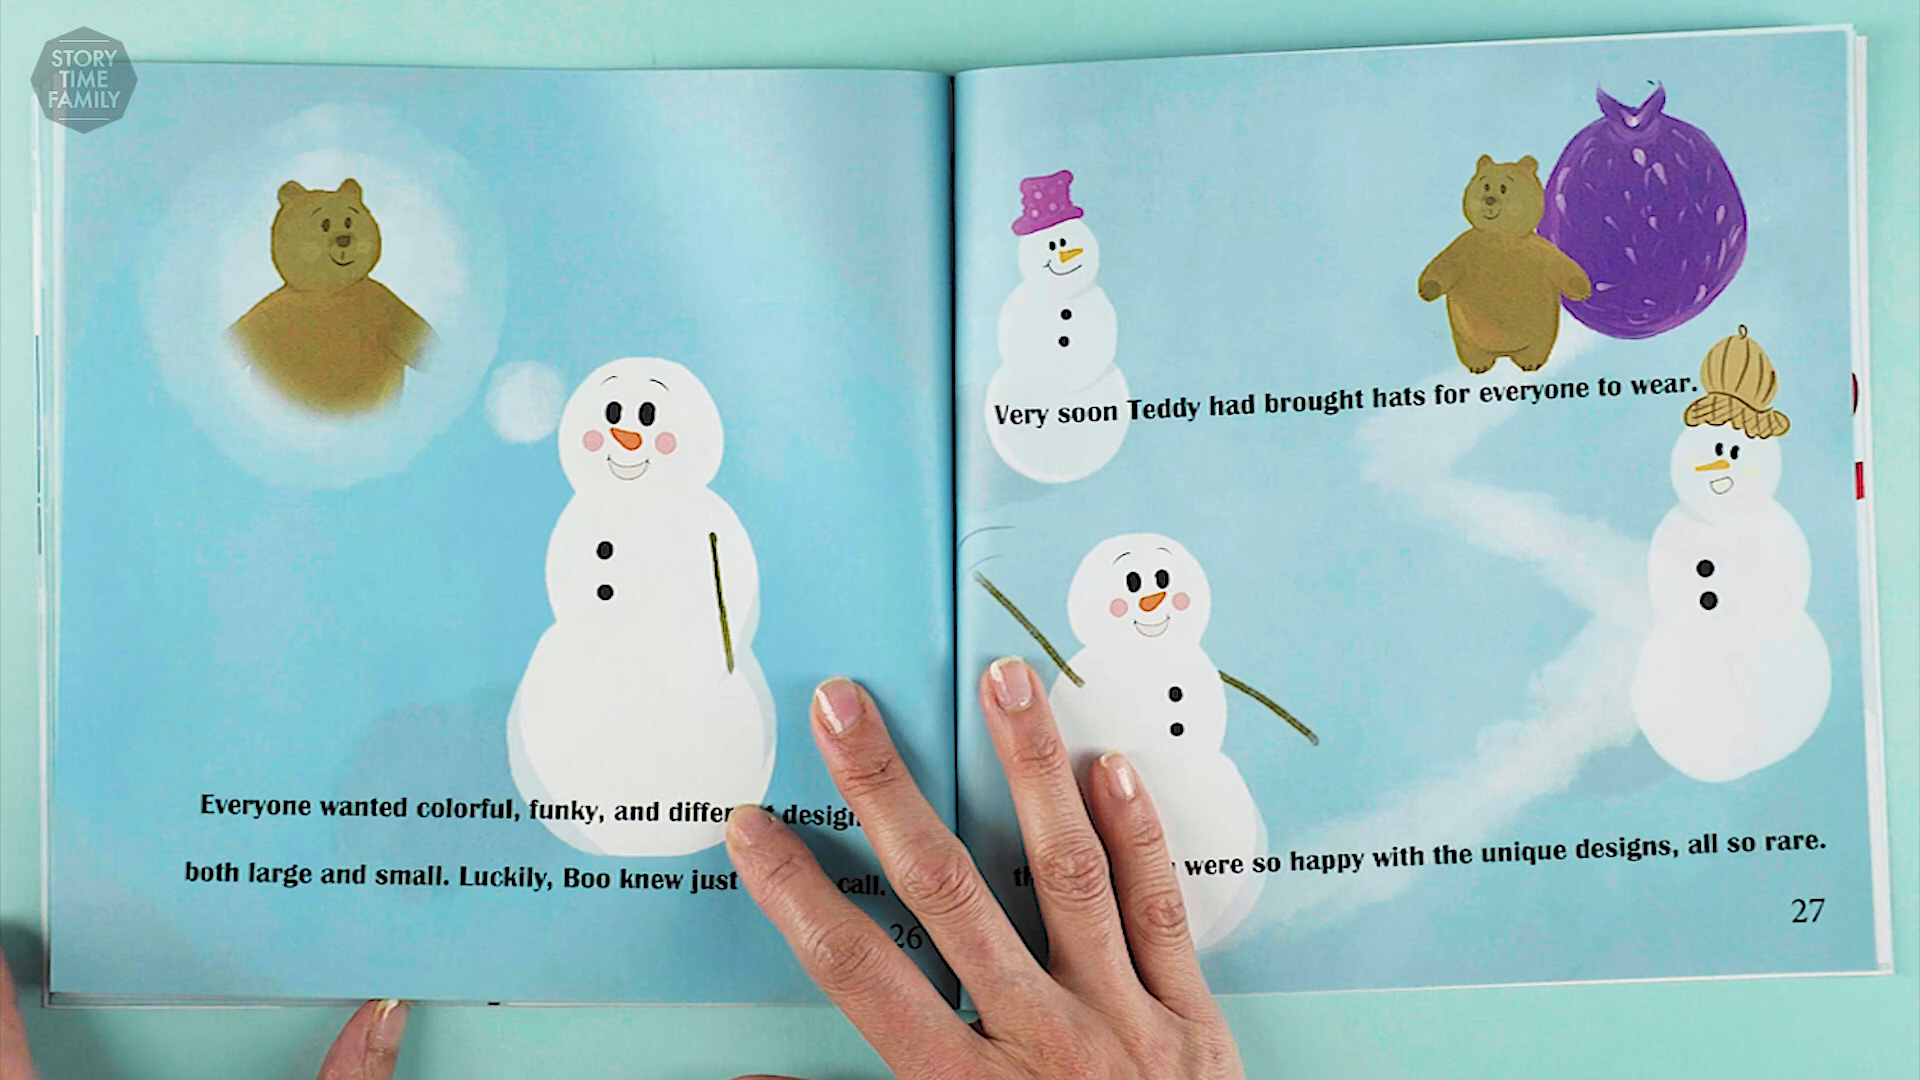 STORY
TIME
FAMILY
Everyone wanted colorful, funky, and
both large and small. Luckily, Boo knew just call.
26
Very soon Teddy had brought hats for everyone to wear.
were so happy with the unique designs, all so rare.
27